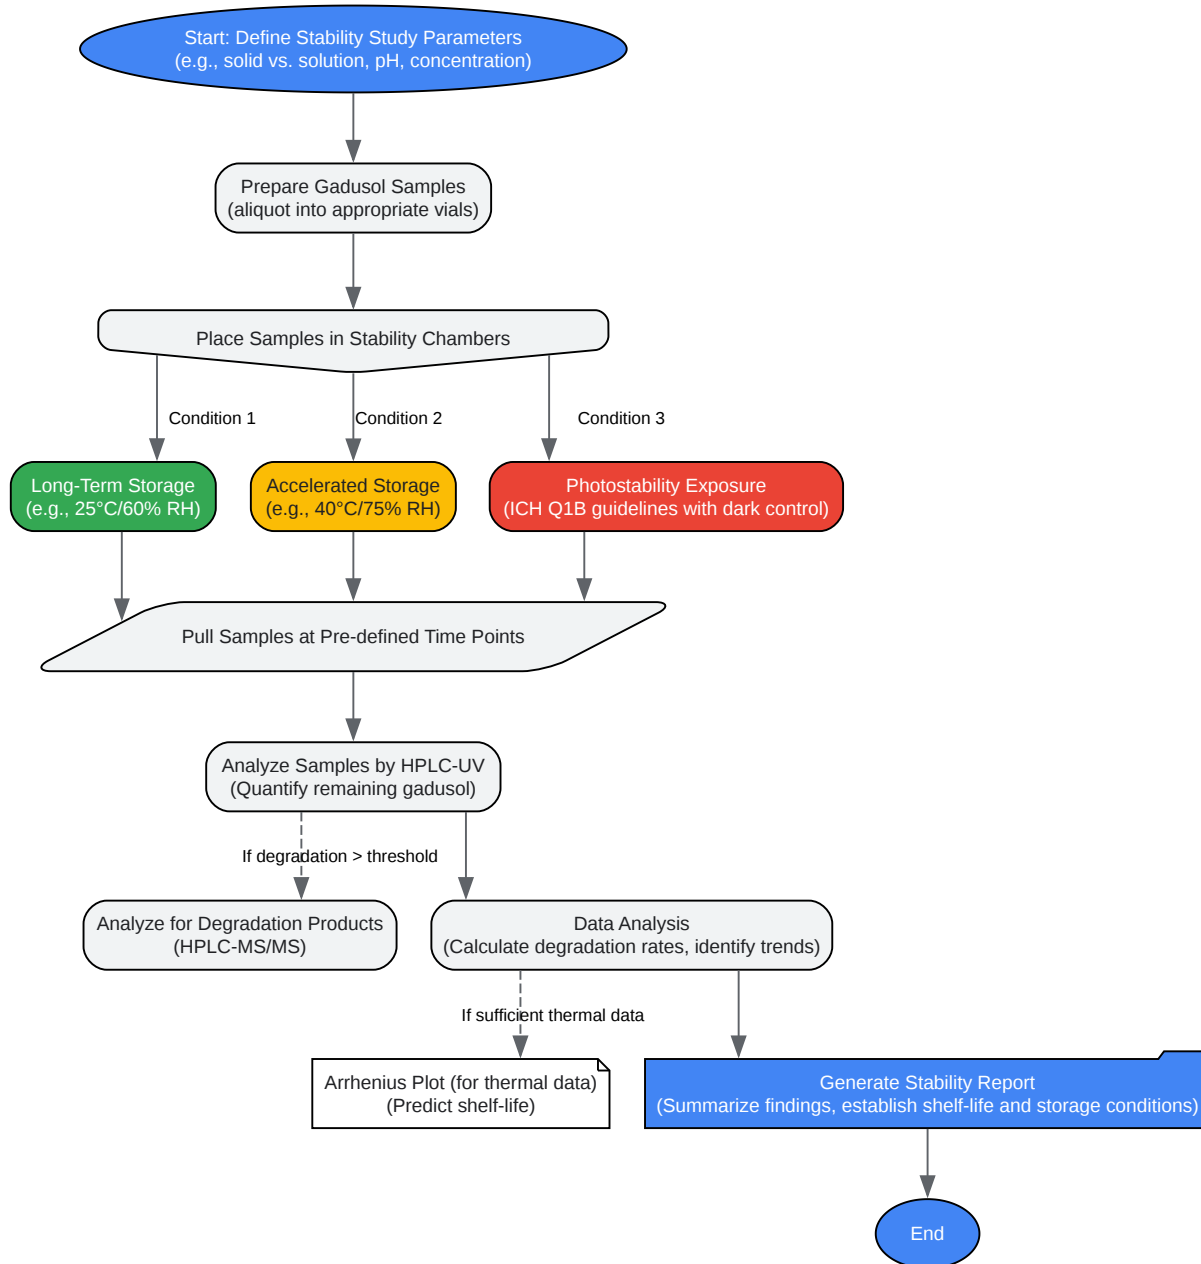 Start: Define Stability Study Parameters
(e.g., solid vs. solution, pH, concentration)
Prepare Gadusol Samples
(aliquot into appropriate vials)
Place Samples in Stability Chambers
Condition 1
Condition 2
Condition 3
Long-Term Storage
(e.g., 25°C/60% RH)
Accelerated Storage
(e.g., 40°C/75% RH)
Photostability Exposure
(ICH Q1B guidelines with dark control)
Pull Samples at Pre-defined Time Points
Analyze Samples by HPLC-UV
(Quantify remaining gadusol)
If degradation > threshold
Analyze for Degradation Products
(HPLC-MS/MS)
Data Analysis
(Calculate degradation rates, identify trends)
If sufficient thermal data
Arrhenius Plot (for thermal data)
(Predict shelf-life)
Generate Stability Report
(Summarize findings, establish shelf-life and storage conditions)
End